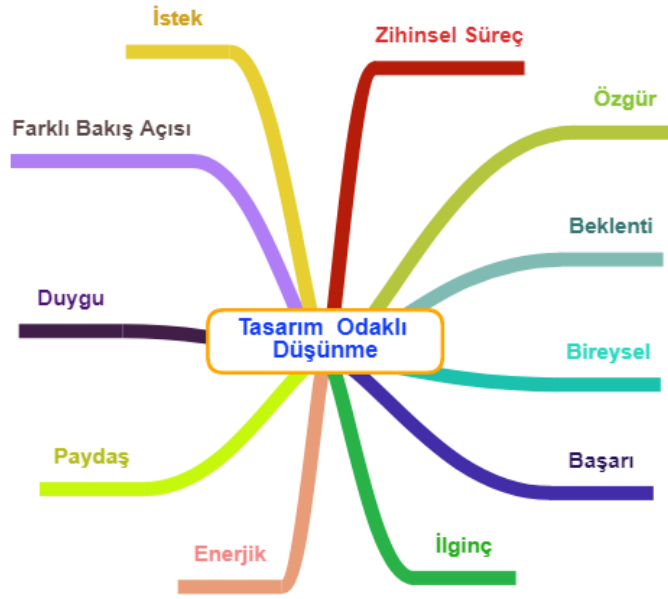 İstek
Zihinsel Süreç
Özgür
Farklı Bakış Açısı
Beklenti
Duygu
Tasarım Odaklı
Düşünme
Bireysel
Paydaş
Başarı
Enerjik
İlginç